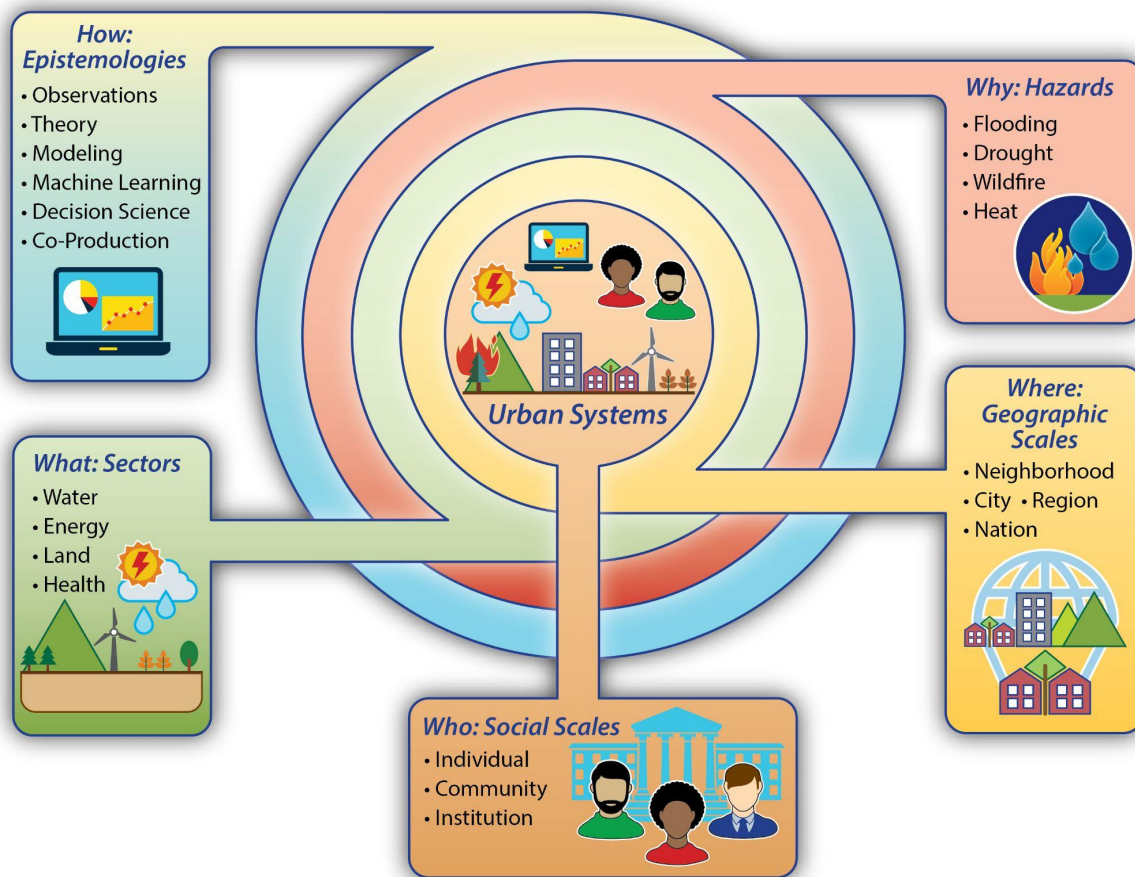 How:
Epistemologies
• Observations
• Theory
• Modeling
• Machine Learning
• Decision Science
• Co-Production
Why: Hazards
• Flooding
• Drought
• Wildfire
• Heat
Urban Systems
What: Sectors
• Water
• Energy
• Land
• Health
Where:
Geographic
Scales
• Neighborhood
• City • Region
• Nation
Who: Social Scales
• Individual
• Community
• Institution